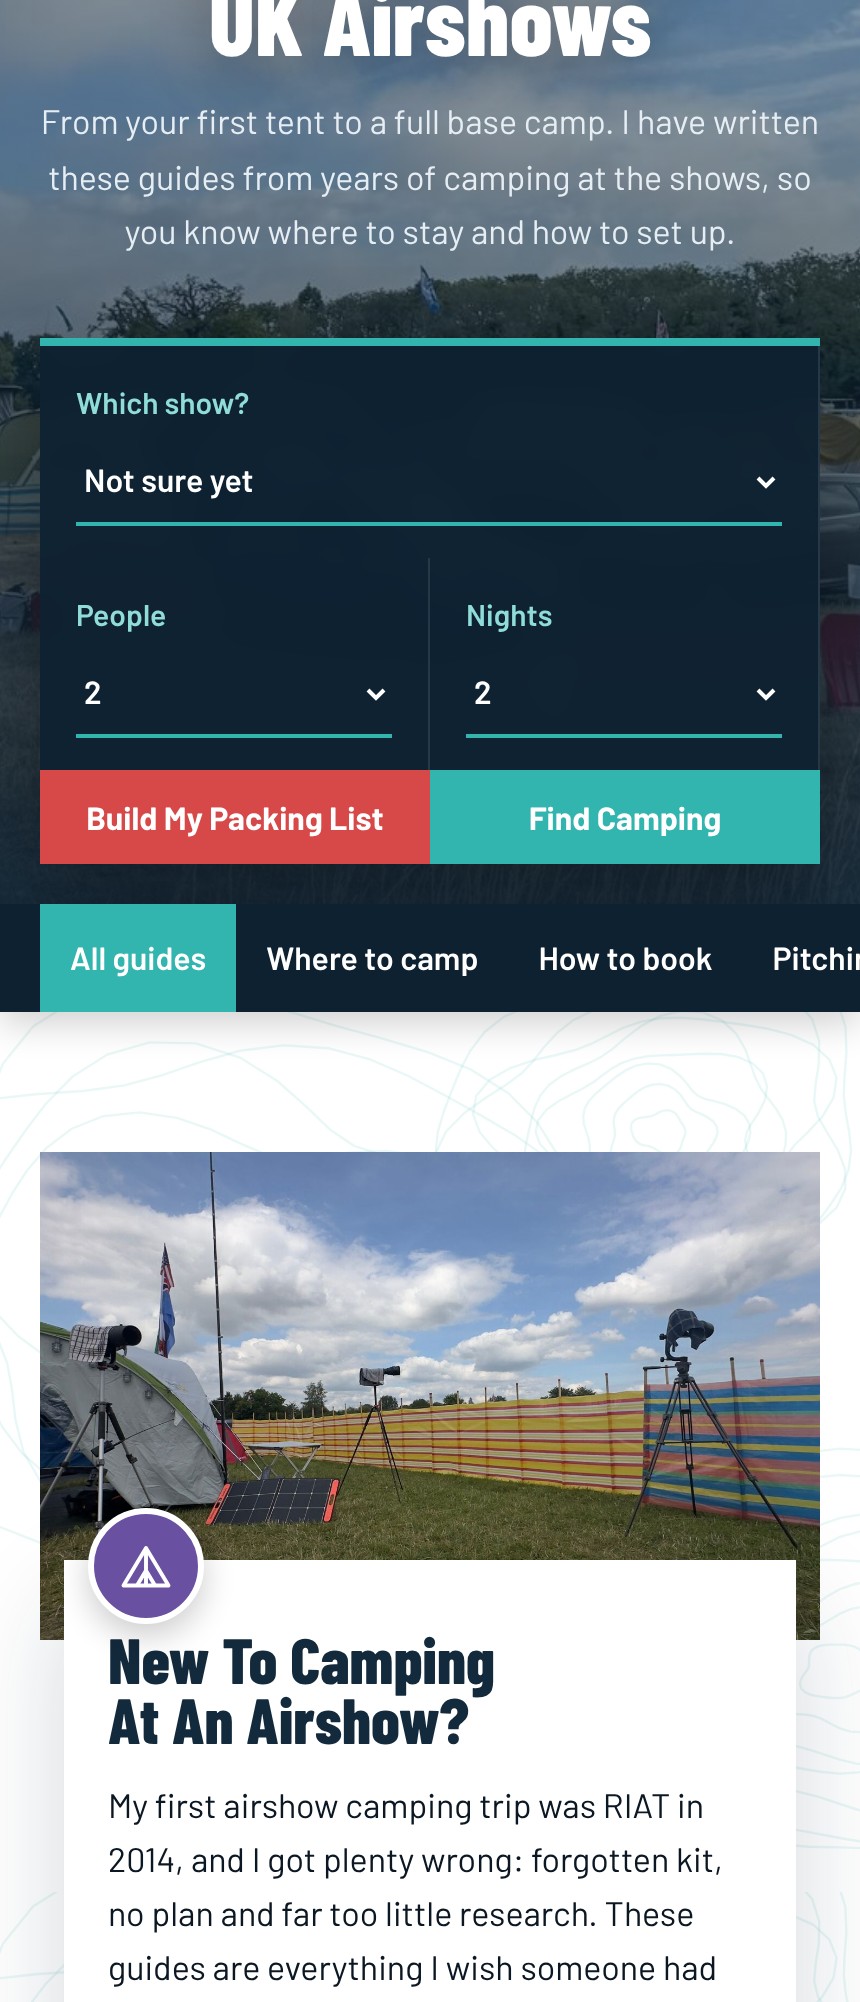 UK Airshows
From your first tent to a full base camp. I have written
these guides from years of camping at the shows, so
you know where to stay and how to set up.
Which show?
Not sure yet
People
Nights
2
2
Build My Packing List
Find Camping
All guides
Where to camp
How to book
New To Camping
At An Airshow?
My first airshow camping trip was RIAT in
2014, and I got plenty wrong: forgotten kit,
no plan and far too little research. These
guides are everything I wish someone had